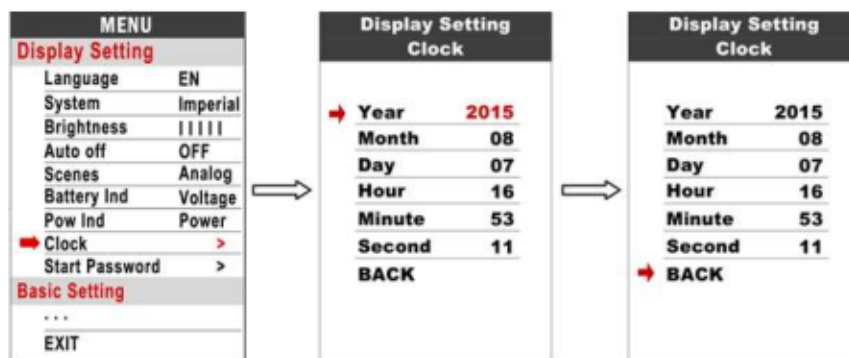 MENU
Display Setting
Language EN
System Imperial
Brightness | | | | |
Auto off OFF
Scenes Analog
Battery Ind Voltage
Pow Ind Power
Clock >
Start Password >
Basic Setting
. . .
EXIT
Display Setting
Clock
Year 2015
Month 08
Day 07
Hour 16
Minute 53
Second 11
BACK
Display Setting
Clock
Year 2015
Month 08
Day 07
Hour 16
Minute 53
Second 11
BACK